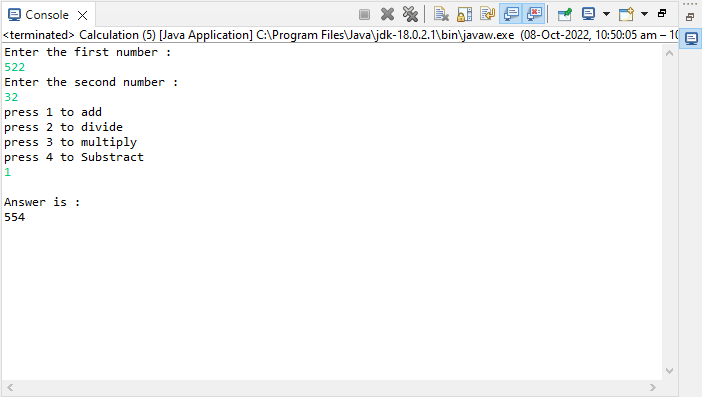 Console
<terminated> Calculation (5) [Java Application] C:\Program Files\Java\jdk-18.0.2.1\bin\javaw.exe (08-Oct-2022, 10:50:05 am – 10
Enter the first number :
522
Enter the second number :
32
press 1 to add
press 2 to divide
press 3 to multiply
press 4 to Substract
1
Answer is :
554